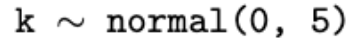 k ∼ normal(0, 5)